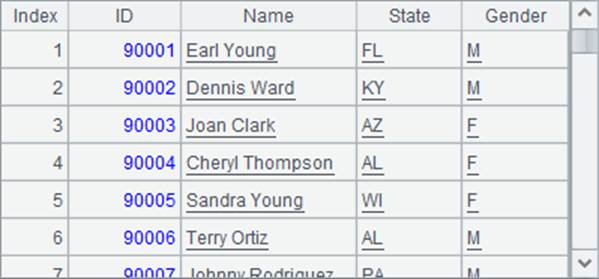 Index ID Name State Gender
1 90001 Earl Young FL M
2 90002 Dennis Ward KY M
3 90003 Joan Clark AZ F
4 90004 Cheryl Thompson AL F
5 90005 Sandra Young WI F
6 90006 Terry Ortiz AL M
7 90007 Johnny Rodriguez PA M